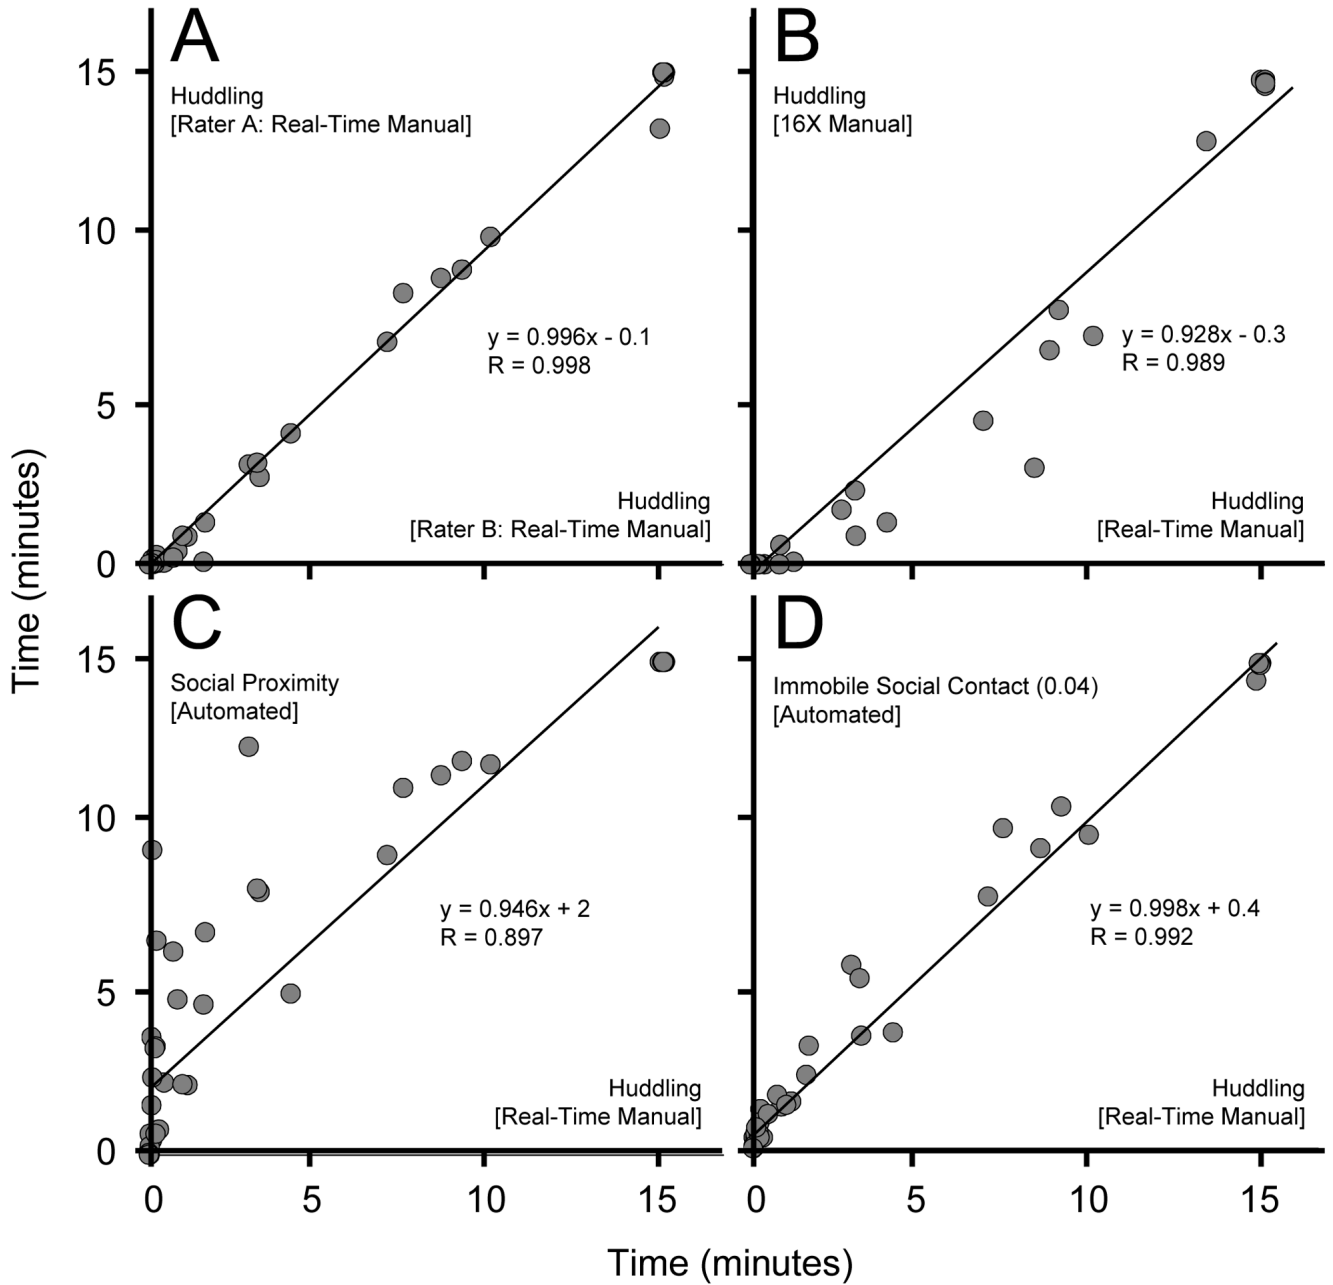 A
Huddling
[Rater A: Real-Time Manual]
15
10
5
0
y = 0.996x - 0.1
R = 0.998
Huddling
[Rater B: Real-Time Manual]
B
Huddling
[16X Manual]
y = 0.928x - 0.3
R = 0.989
Huddling
[Real-Time Manual]
Time (minutes)
C
Social Proximity
[Automated]
15
10
5
0
y = 0.946x + 2
R = 0.897
Huddling
[Real-Time Manual]
0 5 10 15
D
Immobile Social Contact (0.04)
[Automated]
y = 0.998x + 0.4
R = 0.992
Huddling
[Real-Time Manual]
0 5 10 15
Time (minutes)